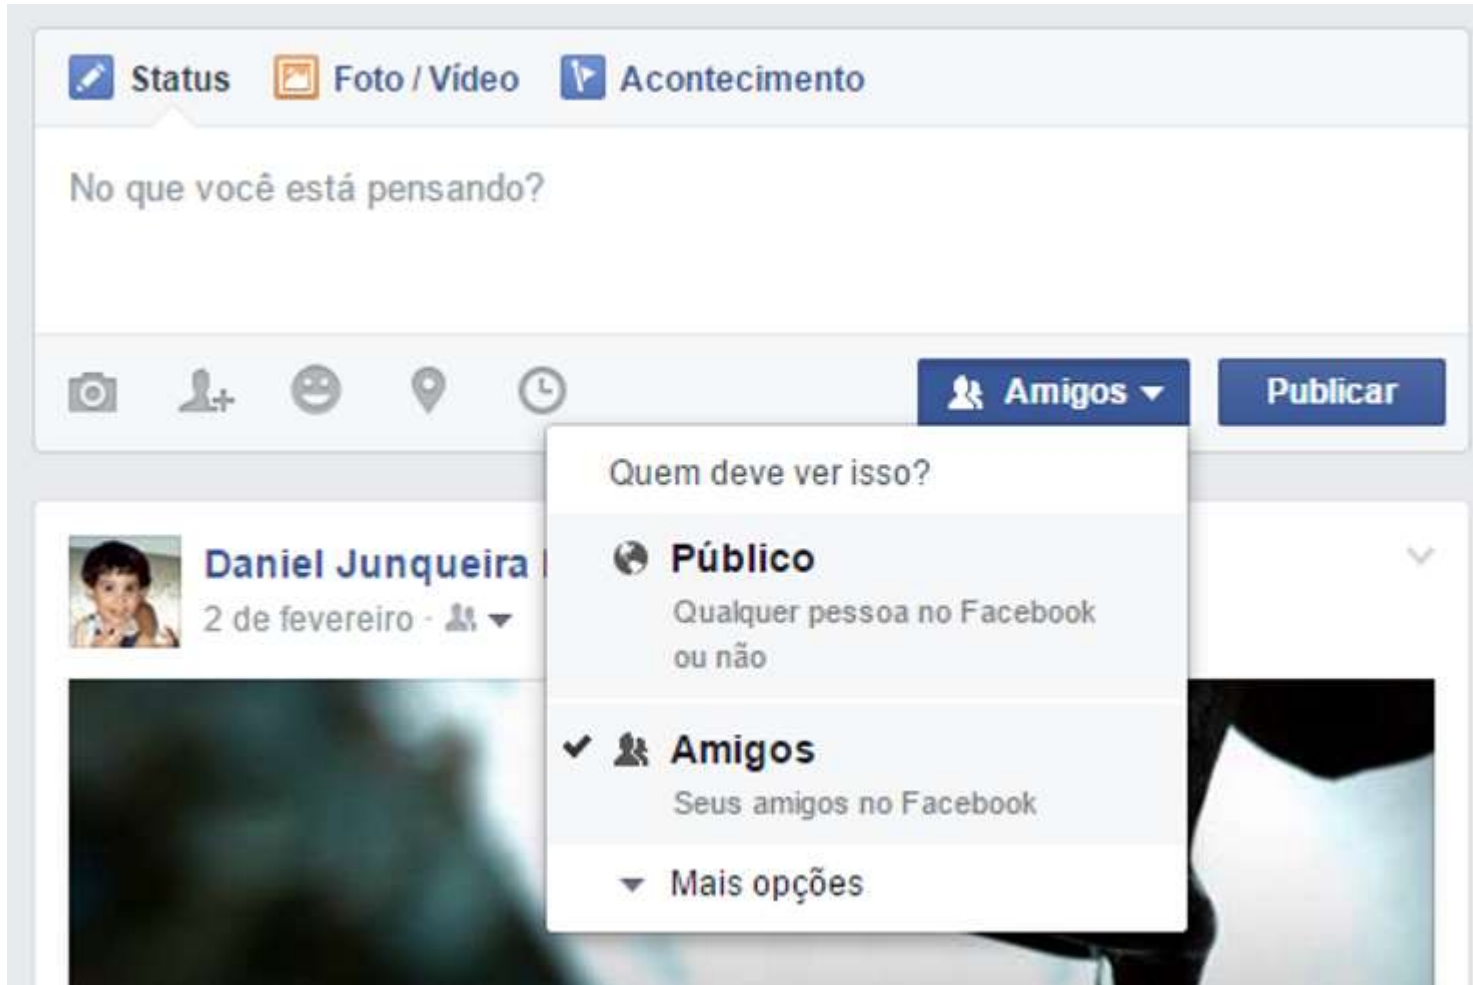 Status Foto / Vídeo Acontecimento
No que você está pensando?
Amigos Publicar
Quem deve ver isso?
Público
Qualquer pessoa no Facebook
ou não
Amigos
Seus amigos no Facebook
Mais opções
Daniel Junqueira
2 de fevereiro ·